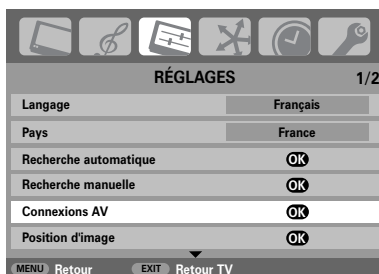 RÉGLAGES 1/2
Langage Français
Pays France
Recherche automatique OK
Recherche manuelle OK
Connexions AV OK
Position d'image OK
MENU Retour EXIT Retour TV